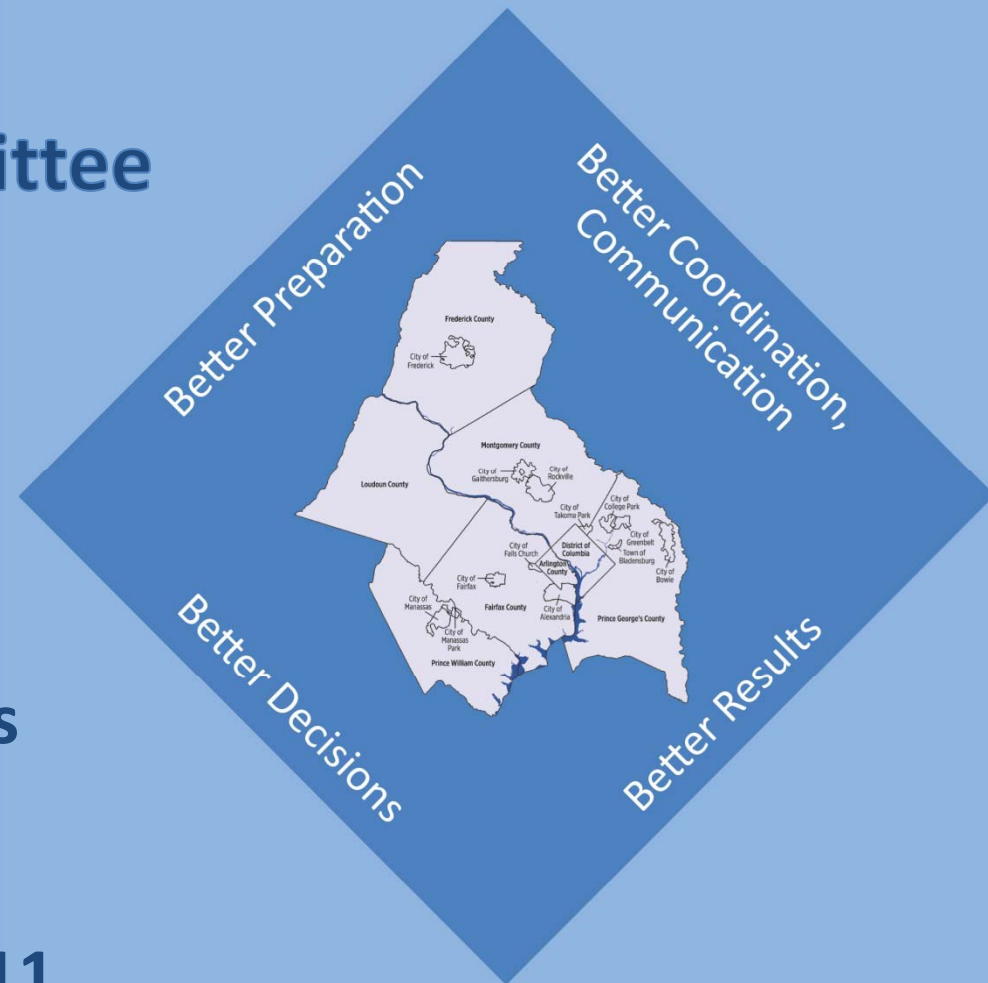 ittee
Better Preparation
Better Coordination,
Communication
Frederick County
City of
Frederick
Montgomery County
City of
Gaithersburg
City of
Rockville
Loudoun County
City of
Takoma Park
City of
College Park
City of
Greenbelt
Town of
Bladensburg
City of
Bowie
District of
Columbia
City of
Falls Church
Arlington
County
City of
Fairfax
City of
Alexandria
Fairfax County
Prince George's County
City of
Manassas
City of
Manassas
Park
Prince William County
Better Decisions
Better Results
s
11